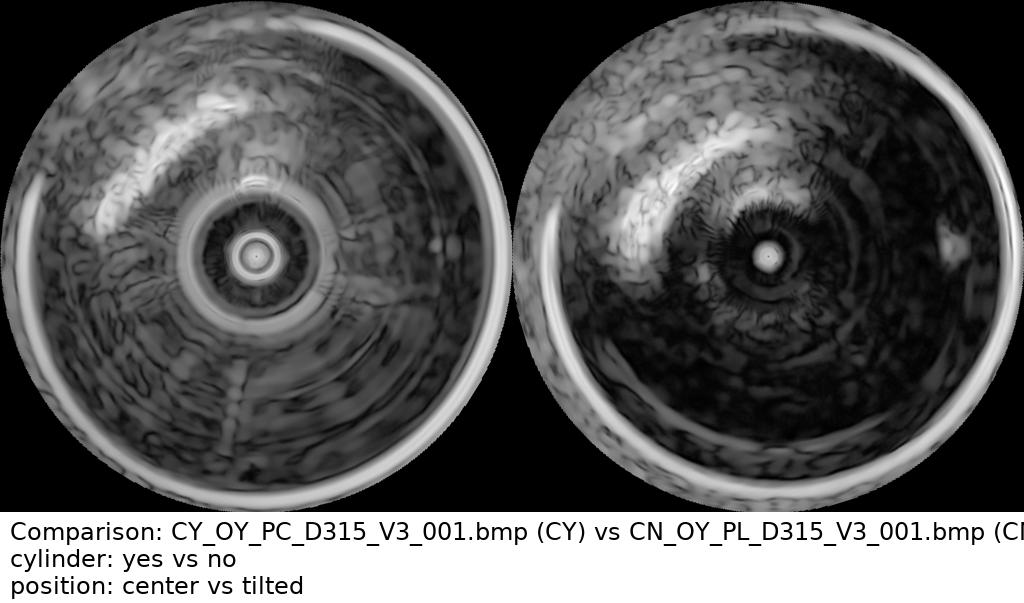 Comparison: CY_OY_PC_D315_V3_001.bmp (CY) vs CN_OY_PL_D315_V3_001.bmp
cylinder: yes vs no
position: center vs tilted